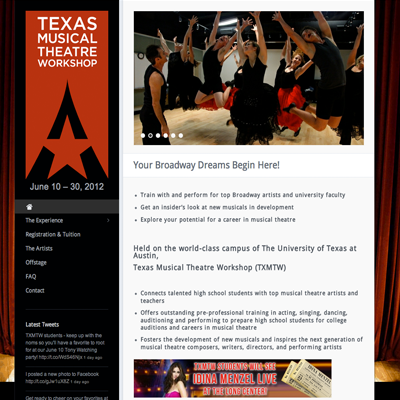 TEXAS
MUSICAL
THEATRE
WORKSHOP
June 10 – 30, 2012
The Experience
Registration & Tuition
The Artists
Offstage
FAQ
Contact
Latest Tweets
TXMTW students - keep up with the
noms so you'll have a favorite to root
for at our June 10 Tony Watching
party! 1 day ago
I posted a new photo to Facebook
1 day ago
Get ready to cheer on your favorites at
Your Broadway Dreams Begin Here!
Train with and perform for top Broadway artists and university faculty
Get an insider's look at new musicals in development
Explore your potential for a career in musical theatre
Held on the world-class campus of The University of Texas at
Austin,
Texas Musical Theatre Workshop (TXMTW)
Connects talented high school students with top musical theatre artists and
teachers
Offers outstanding pre-professional training in acting, singing, dancing,
auditioning and performing to prepare high school students for college
auditions and careers in musical theatre
Fosters the development of new musicals and inspires the next generation of
musical theatre composers, writers, directors, and performing artists
TXMTW STUDENTS WILL SEE
IDINA MENZEL LIVE
AT THE LONG CENTER!